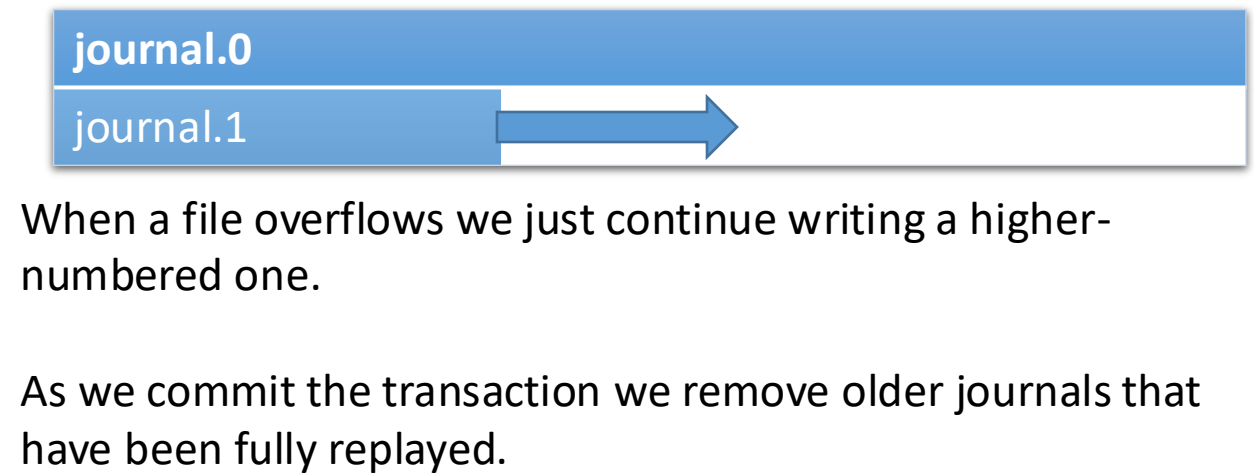 journal.0
journal.1
When a file overflows we just continue writing a higher-
numbered one.
As we commit the transaction we remove older journals that
have been fully replayed.